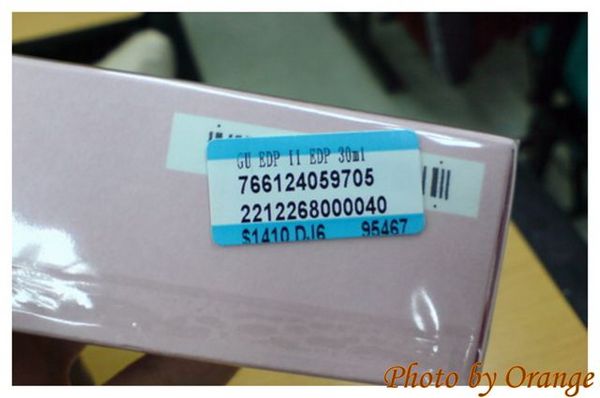 GU EDP II EDP 30ml
766124059705
2212268000040
$1410 DJ6 95467
Photo by Orange